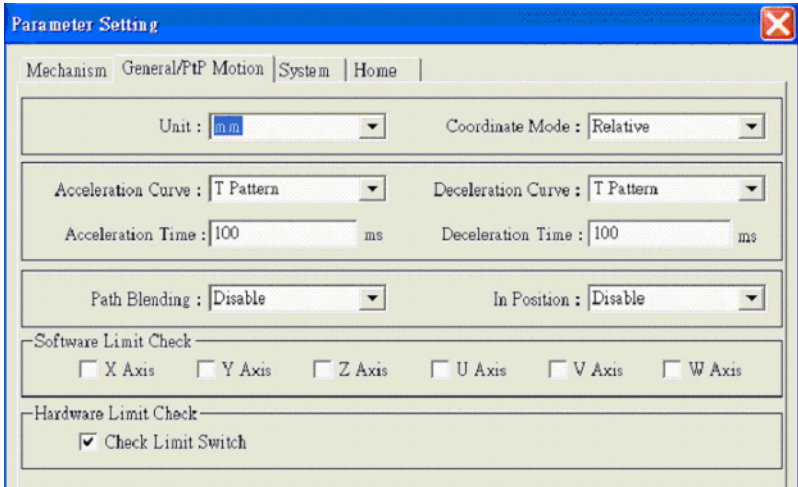 Parameter Setting
Mechanism General/PtP Motion System Home
Unit : mm Coordinate Mode : Relative
Acceleration Curve : T Pattern Deceleration Curve : T Pattern
Acceleration Time : 100 ms Deceleration Time : 100 ms
Path Blending : Disable In Position : Disable
Software Limit Check
X Axis Y Axis Z Axis U Axis V Axis W Axis
Hardware Limit Check
Check Limit Switch